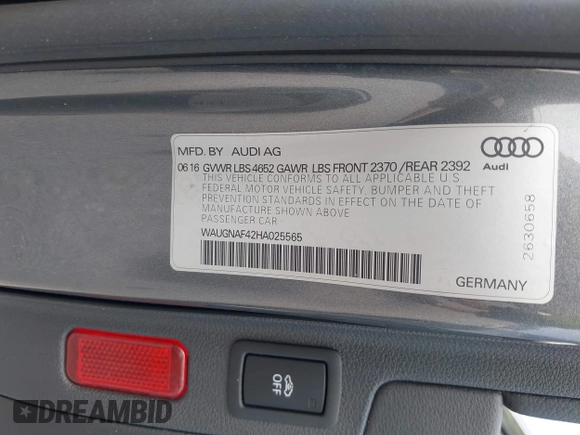 MFD. BY AUDI AG
06 16 GVWR LBS 4652 GAWR LBS FRONT 2370 / REAR 2392
THIS VEHICLE CONFORMS TO ALL APPLICABLE U.S.
FEDERAL MOTOR VEHICLE SAFETY, BUMPER AND THEFT
PREVENTION STANDARDS IN EFFECT ON THE DATE OF
MANUFACTURE SHOWN ABOVE
PASSENGER CAR
WAUGNAF42HA025565
Audi
2630658
GERMANY
OFF
DREAMBID